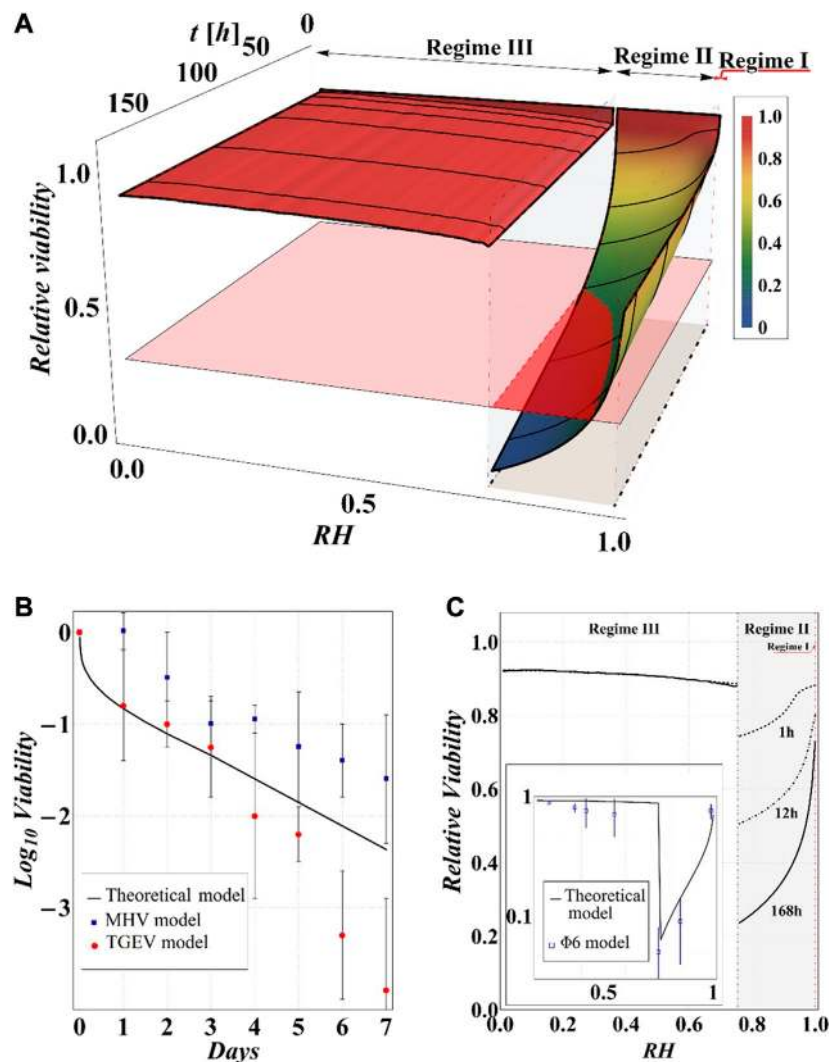 A
t [h]
0
50
100
150
Regime III
Regime II
Regime I
1.0
0.5
0.0
Relative viability
0.0
0.5
1.0
RH
1.0
0.8
0.6
0.4
0.2
0
B
0
−1
−2
−3
Log10 Viability
Theoretical model
MHV model
TGEV model
0 1 2 3 4 5 6 7
Days
C
Regime III
Regime II
Regime I
1.0
0.8
0.6
0.4
0.2
0.0
Relative Viability
1h
12h
168h
1
0.1
Theoretical
model
Φ6 model
0.5 1
0.0 0.2 0.4 0.6 0.8 1.0
RH